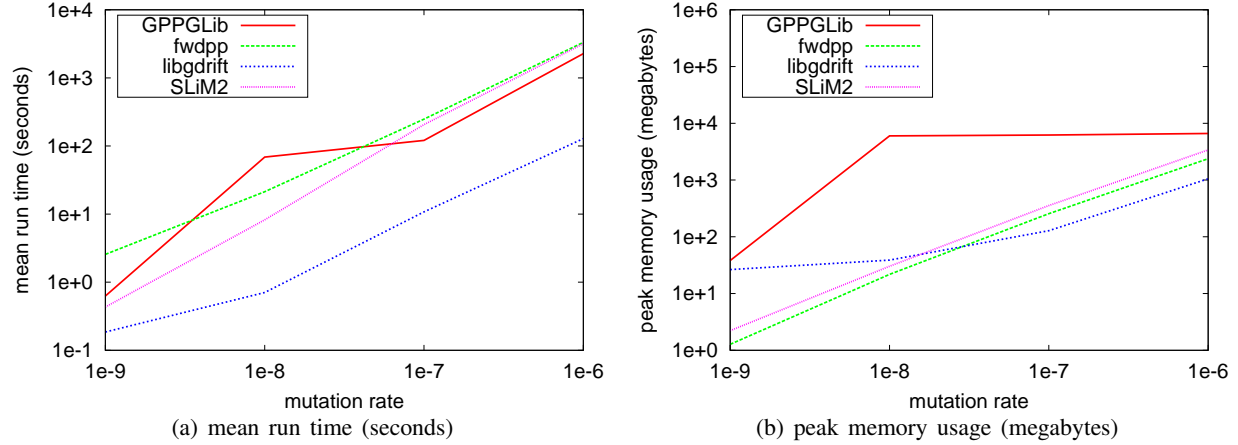 GPPGLib
fwdpp
libgdrift
SLiM2
1e+4
1e+3
1e+2
1e+1
1e+0
1e-1
mean run time (seconds)
1e-9 1e-8 1e-7 1e-6
mutation rate
(a) mean run time (seconds)
GPPGLib
fwdpp
libgdrift
SLiM2
1e+6
1e+5
1e+4
1e+3
1e+2
1e+1
1e+0
peak memory usage (megabytes)
1e-9 1e-8 1e-7 1e-6
mutation rate
(b) peak memory usage (megabytes)